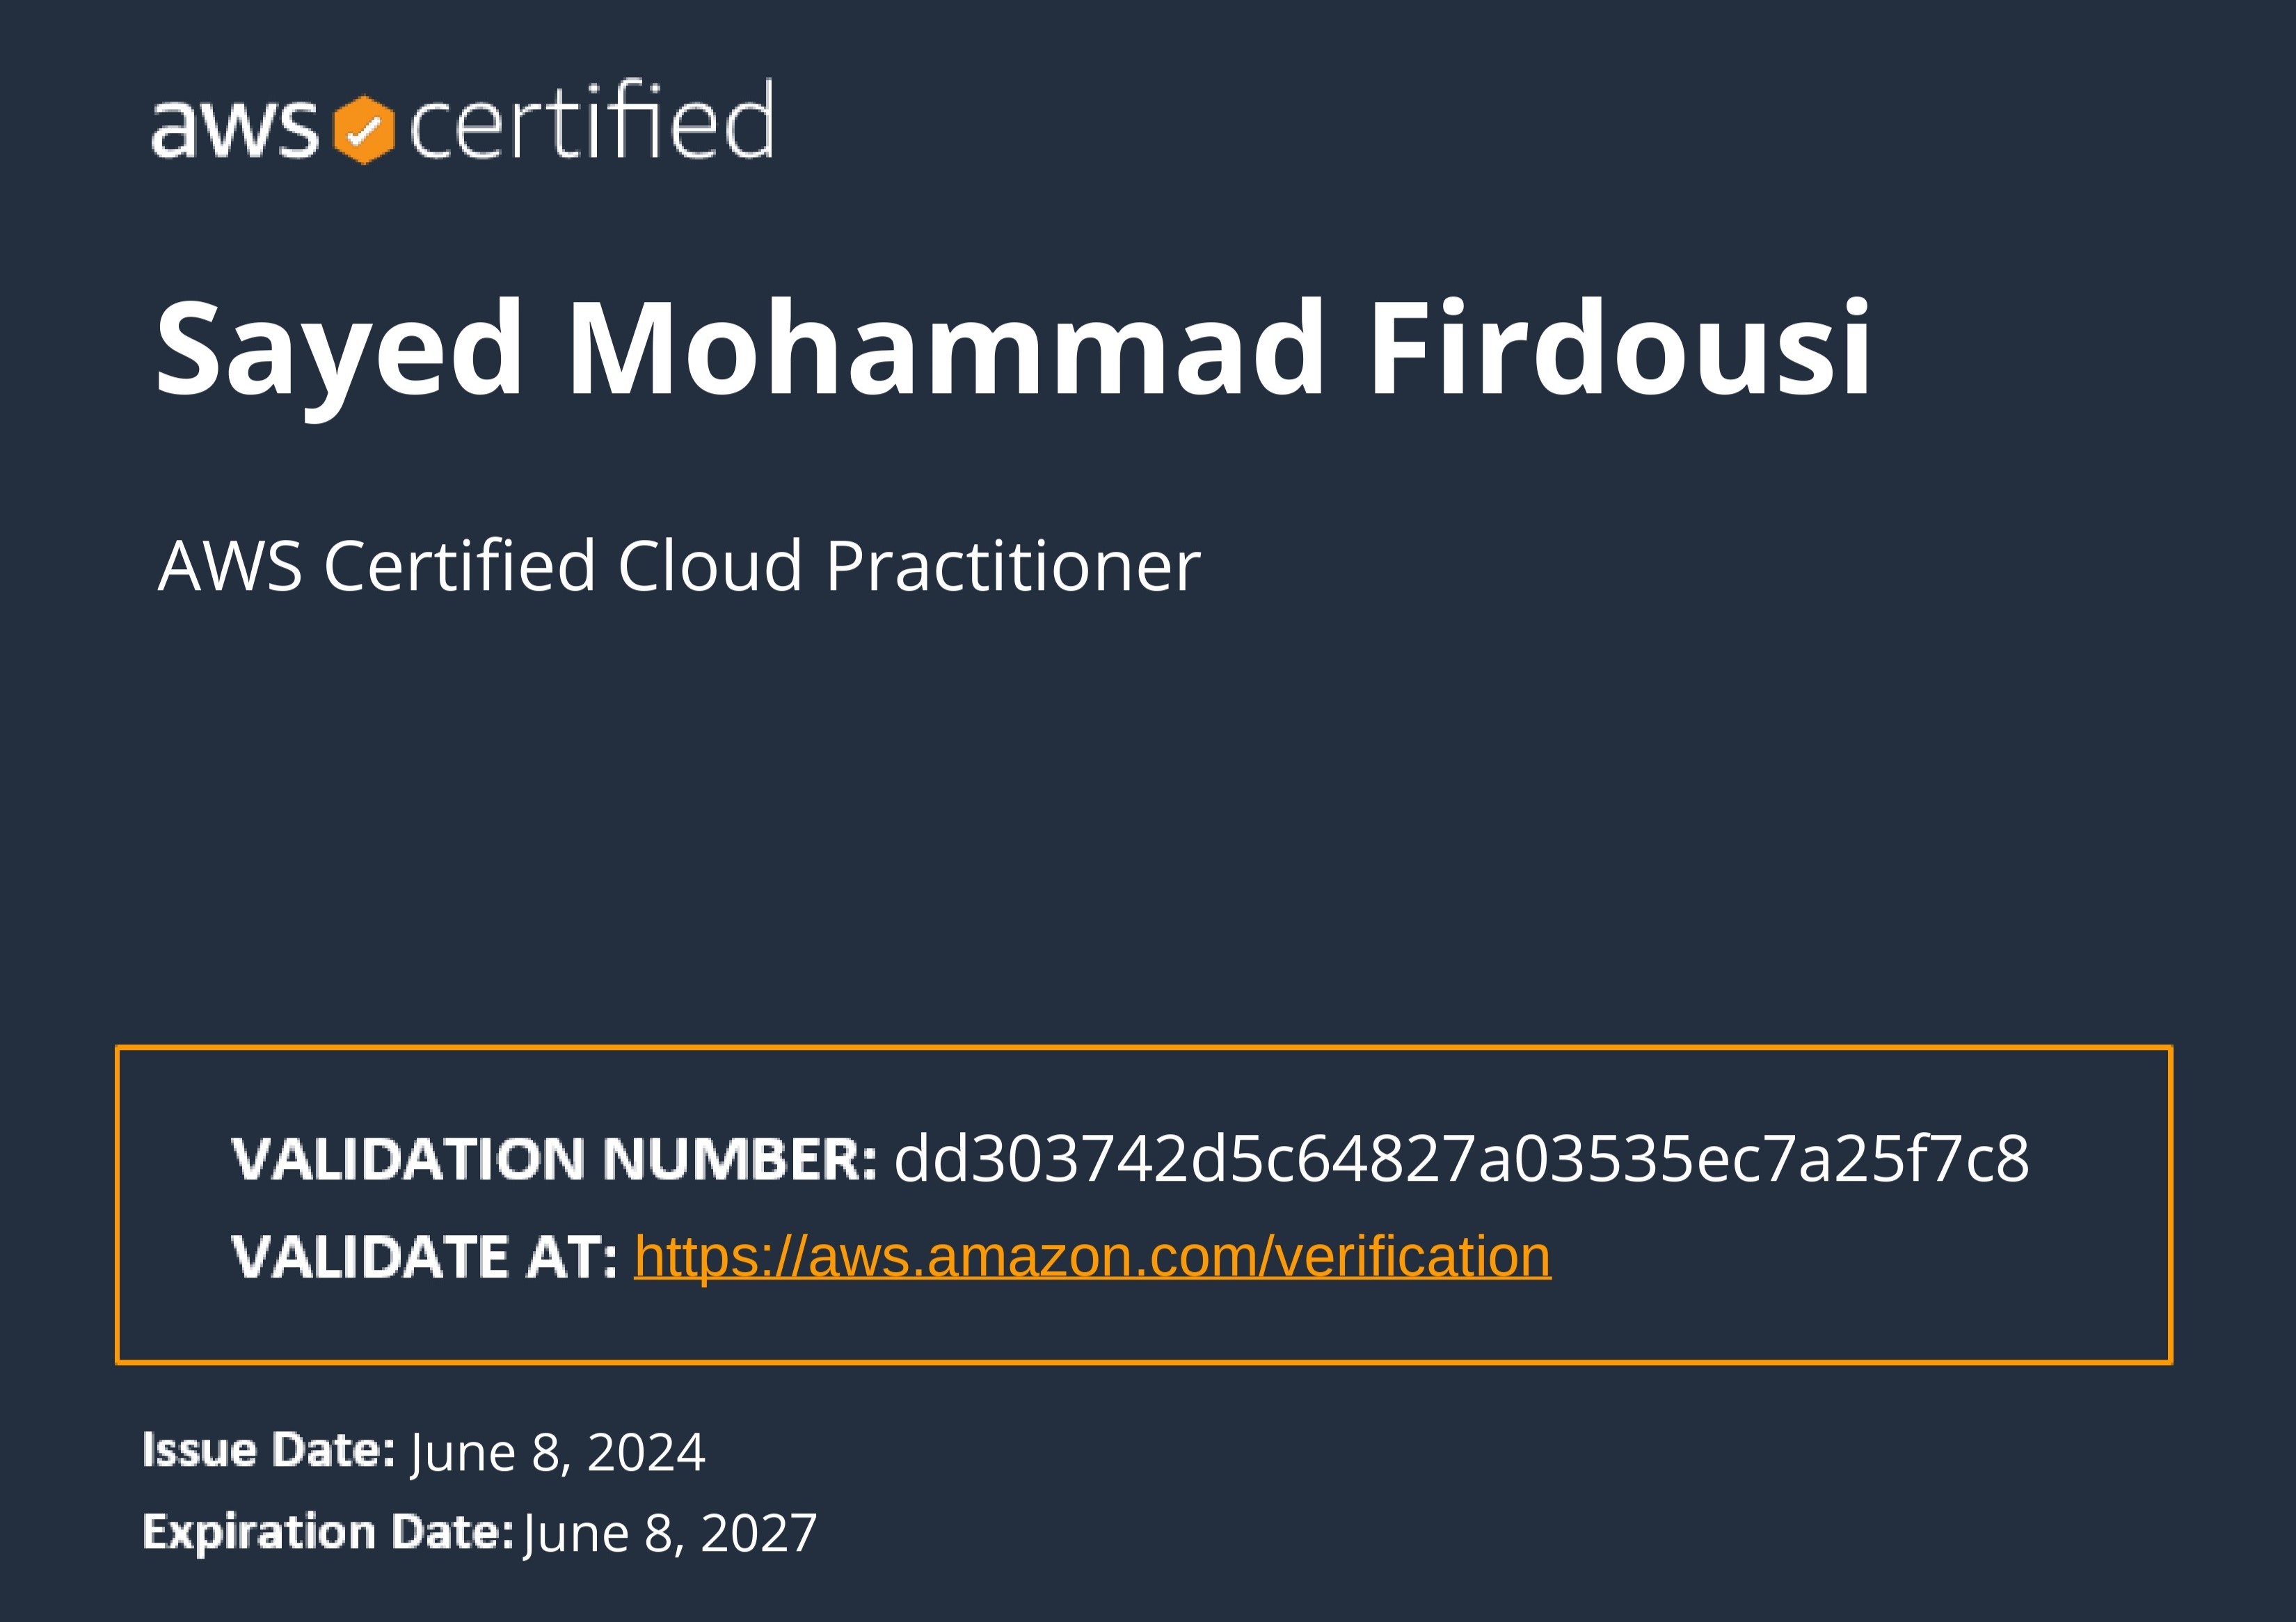 aws certified
Sayed Mohammad Firdousi
AWS Certified Cloud Practitioner
VALIDATION NUMBER: dd303742d5c64827a03535ec7a25f7c8
VALIDATE AT: https://aws.amazon.com/verification
Issue Date: June 8, 2024
Expiration Date: June 8, 2027